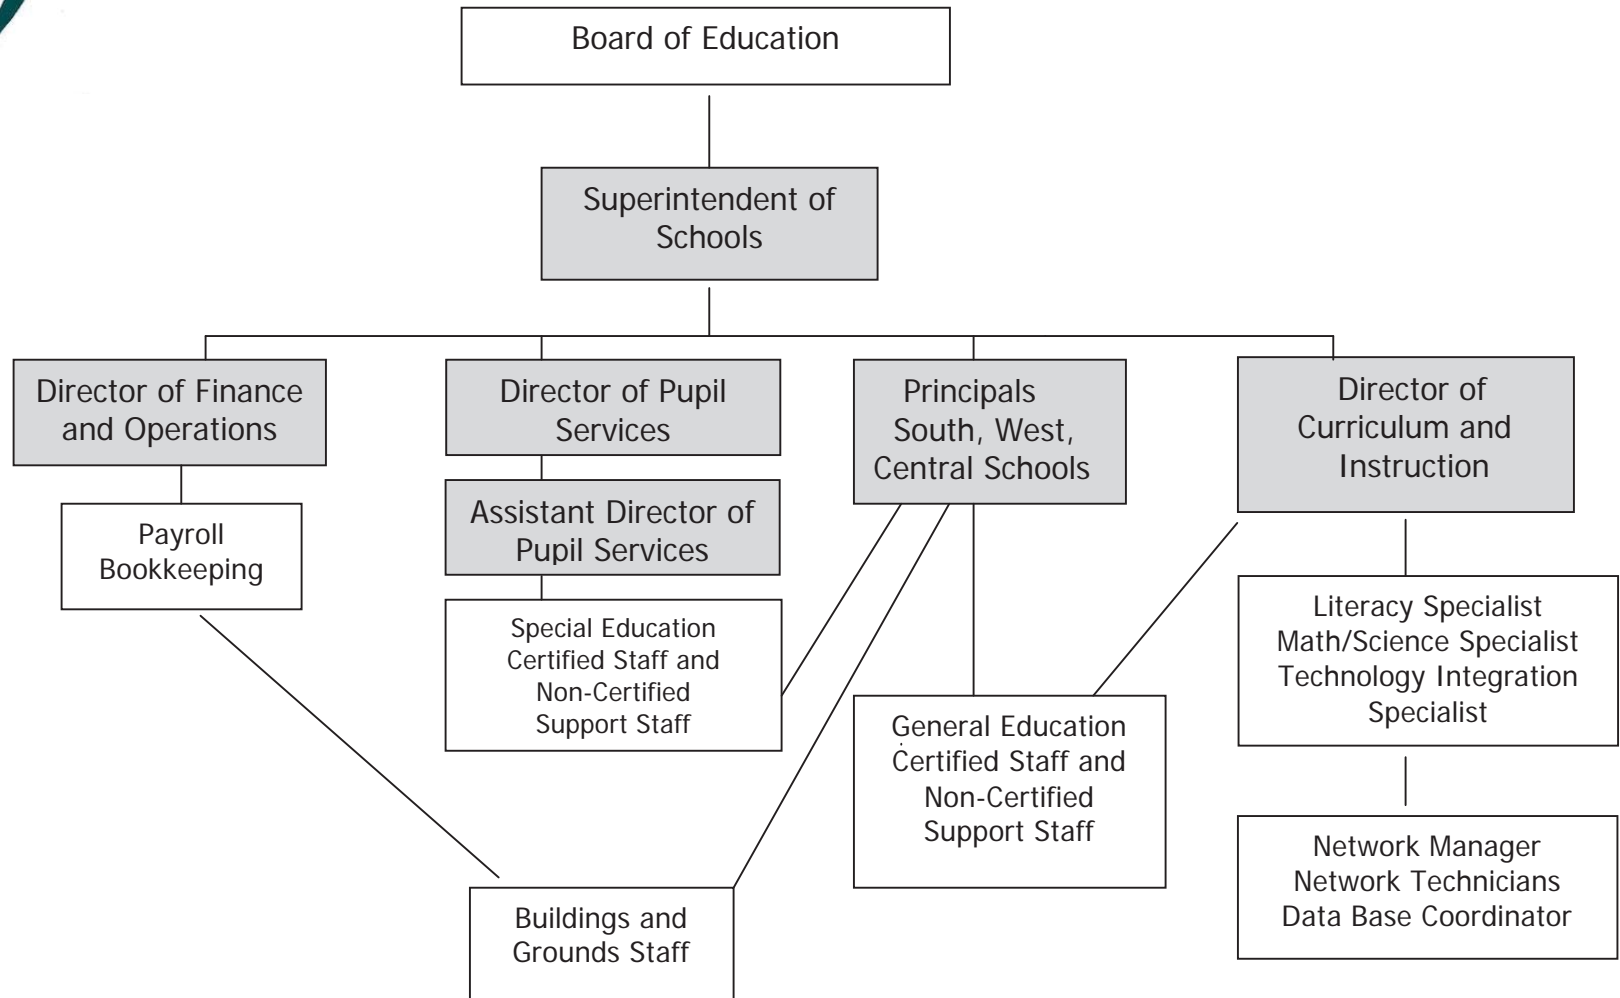 Board of Education
Superintendent of
Schools
Director of Finance
and Operations
Director of Pupil
Services
Principals
South, West,
Central Schools
Director of
Curriculum and
Instruction
Assistant Director of
Pupil Services
Payroll
Bookkeeping
Special Education
Certified Staff and
Non-Certified
Support Staff
Literacy Specialist
Math/Science Specialist
Technology Integration
Specialist
General Education
Certified Staff and
Non-Certified
Support Staff
Network Manager
Network Technicians
Data Base Coordinator
Buildings and
Grounds Staff